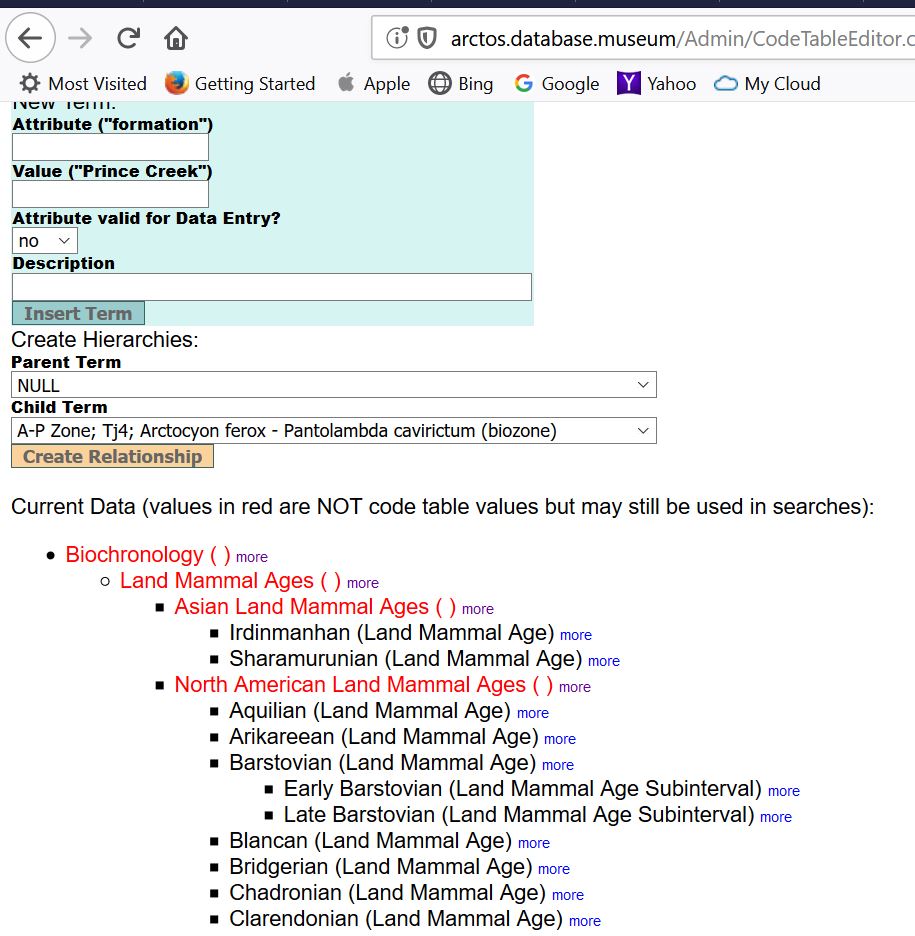 arctos.database.museum/Admin/CodeTableEditor.c
Most Visited Getting Started Apple Bing Google Yahoo My Cloud
New Term:
Attribute ("formation")
Value ("Prince Creek")
Attribute valid for Data Entry?
no
Description
Insert Term
Create Hierarchies:
Parent Term
NULL
Child Term
A-P Zone; Tj4; Arctocyon ferox - Pantolambda cavirictum (biozone)
Create Relationship
Current Data (values in red are NOT code table values but may still be used in searches):
Biochronology ( ) more
Land Mammal Ages ( ) more
Asian Land Mammal Ages ( ) more
Irdinmanhan (Land Mammal Age) more
Sharamurunian (Land Mammal Age) more
North American Land Mammal Ages ( ) more
Aquilian (Land Mammal Age) more
Arikareean (Land Mammal Age) more
Barstovian (Land Mammal Age) more
Early Barstovian (Land Mammal Age Subinterval) more
Late Barstovian (Land Mammal Age Subinterval) more
Blancan (Land Mammal Age) more
Bridgerian (Land Mammal Age) more
Chadronian (Land Mammal Age) more
Clarendonian (Land Mammal Age) more